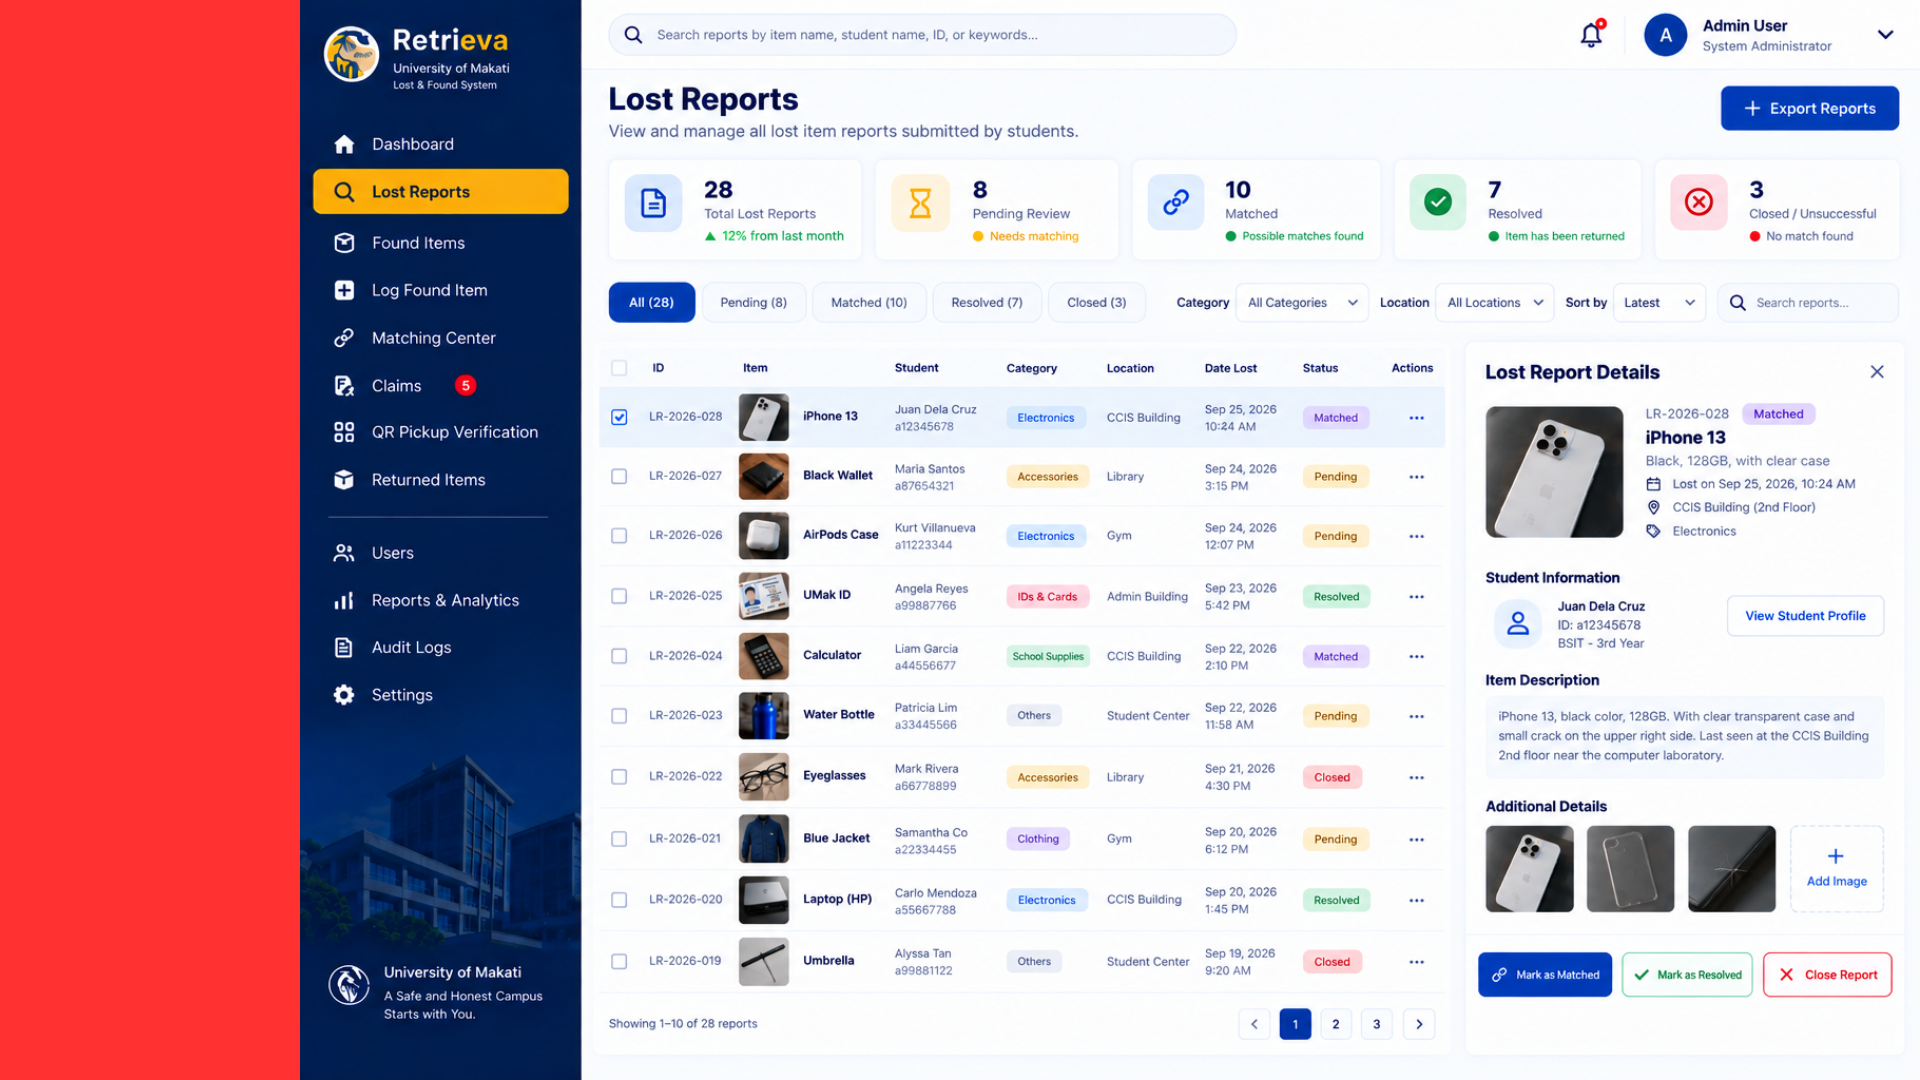 Retrieva
University of Makati
Lost & Found System
Dashboard
Lost Reports
Found Items
Log Found Item
Matching Center
Claims 5
QR Pickup Verification
Returned Items
Users
Reports & Analytics
Audit Logs
Settings
University of Makati
A Safe and Honest Campus
Starts with You.
Search reports by item name, student name, ID, or keywords...
A
Admin User
System Administrator
Lost Reports
View and manage all lost item reports submitted by students.
Export Reports
28
Total Lost Reports
12% from last month
8
Pending Review
Needs matching
10
Matched
Possible matches found
7
Resolved
Item has been returned
3
Closed / Unsuccessful
No match found
All (28) Pending (8) Matched (10) Resolved (7) Closed (3) Category All Categories Location All Locations Sort by Latest Search reports...
ID Item Student Category Location Date Lost Status Actions
LR-2026-028 iPhone 13 Juan Dela Cruz a12345678 Electronics CCIS Building Sep 25, 2026 10:24 AM Matched
LR-2026-027 Black Wallet Maria Santos a87654321 Accessories Library Sep 24, 2026 3:15 PM Pending
LR-2026-026 AirPods Case Kurt Villanueva a11223344 Electronics Gym Sep 24, 2026 12:07 PM Pending
LR-2026-025 UMak ID Angela Reyes a99887766 IDs & Cards Admin Building Sep 23, 2026 5:42 PM Resolved
LR-2026-024 Calculator Liam Garcia a44556677 School Supplies CCIS Building Sep 22, 2026 2:10 PM Matched
LR-2026-023 Water Bottle Patricia Lim a33445566 Others Student Center Sep 22, 2026 11:58 AM Pending
LR-2026-022 Eyeglasses Mark Rivera a66778899 Accessories Library Sep 21, 2026 4:30 PM Closed
LR-2026-021 Blue Jacket Samantha Co a22334455 Clothing Gym Sep 20, 2026 6:12 PM Pending
LR-2026-020 Laptop (HP) Carlo Mendoza a55667788 Electronics CCIS Building Sep 20, 2026 1:45 PM Resolved
LR-2026-019 Umbrella Alyssa Tan a99881122 Others Student Center Sep 19, 2026 9:20 AM Closed
Showing 1–10 of 28 reports
1 2 3
Lost Report Details
LR-2026-028 Matched
iPhone 13
Black, 128GB, with clear case
Lost on Sep 25, 2026, 10:24 AM
CCIS Building (2nd Floor)
Electronics
Student Information
Juan Dela Cruz
ID: a12345678
BSIT - 3rd Year
View Student Profile
Item Description
iPhone 13, black color, 128GB. With clear transparent case and
small crack on the upper right side. Last seen at the CCIS Building
2nd floor near the computer laboratory.
Additional Details
Add Image
Mark as Matched
Mark as Resolved
Close Report